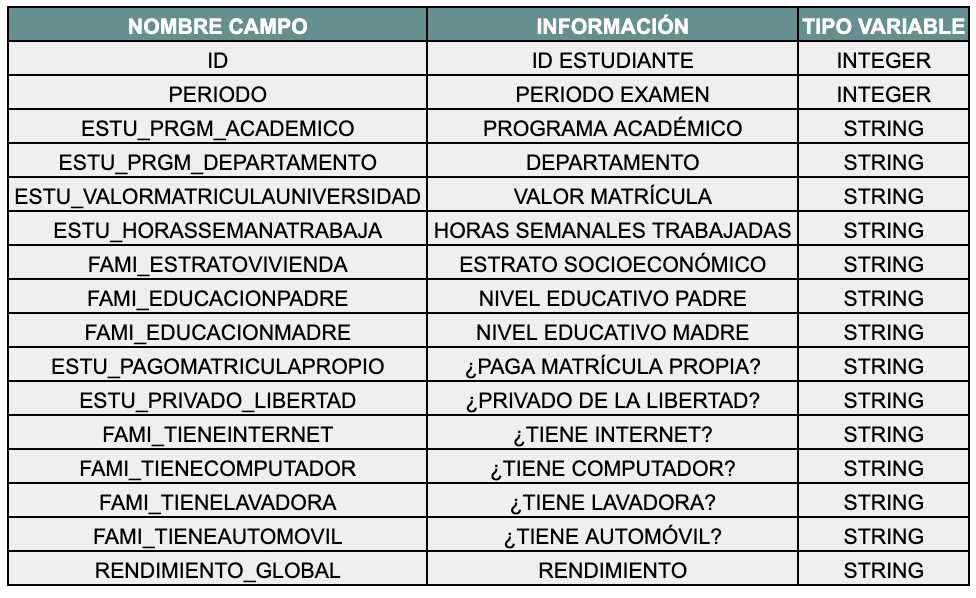 NOMBRE CAMPO INFORMACIÓN TIPO VARIABLE
ID ID ESTUDIANTE INTEGER
PERIODO PERIODO EXAMEN INTEGER
ESTU_PRGM_ACADEMICO PROGRAMA ACADÉMICO STRING
ESTU_PRGM_DEPARTAMENTO DEPARTAMENTO STRING
ESTU_VALORMATRICULAUNIVERSIDAD VALOR MATRÍCULA STRING
ESTU_HORASSEMANATRABAJA HORAS SEMANALES TRABAJADAS STRING
FAMI_ESTRATOVIVIENDA ESTRATO SOCIOECONÓMICO STRING
FAMI_EDUCACIONPADRE NIVEL EDUCATIVO PADRE STRING
FAMI_EDUCACIONMADRE NIVEL EDUCATIVO MADRE STRING
ESTU_PAGOMATRICULAPROPIO ¿PAGA MATRÍCULA PROPIA? STRING
ESTU_PRIVADO_LIBERTAD ¿PRIVADO DE LA LIBERTAD? STRING
FAMI_TIENEINTERNET ¿TIENE INTERNET? STRING
FAMI_TIENECOMPUTADOR ¿TIENE COMPUTADOR? STRING
FAMI_TIENELAVADORA ¿TIENE LAVADORA? STRING
FAMI_TIENEAUTOMOVIL ¿TIENE AUTOMÓVIL? STRING
RENDIMIENTO_GLOBAL RENDIMIENTO STRING